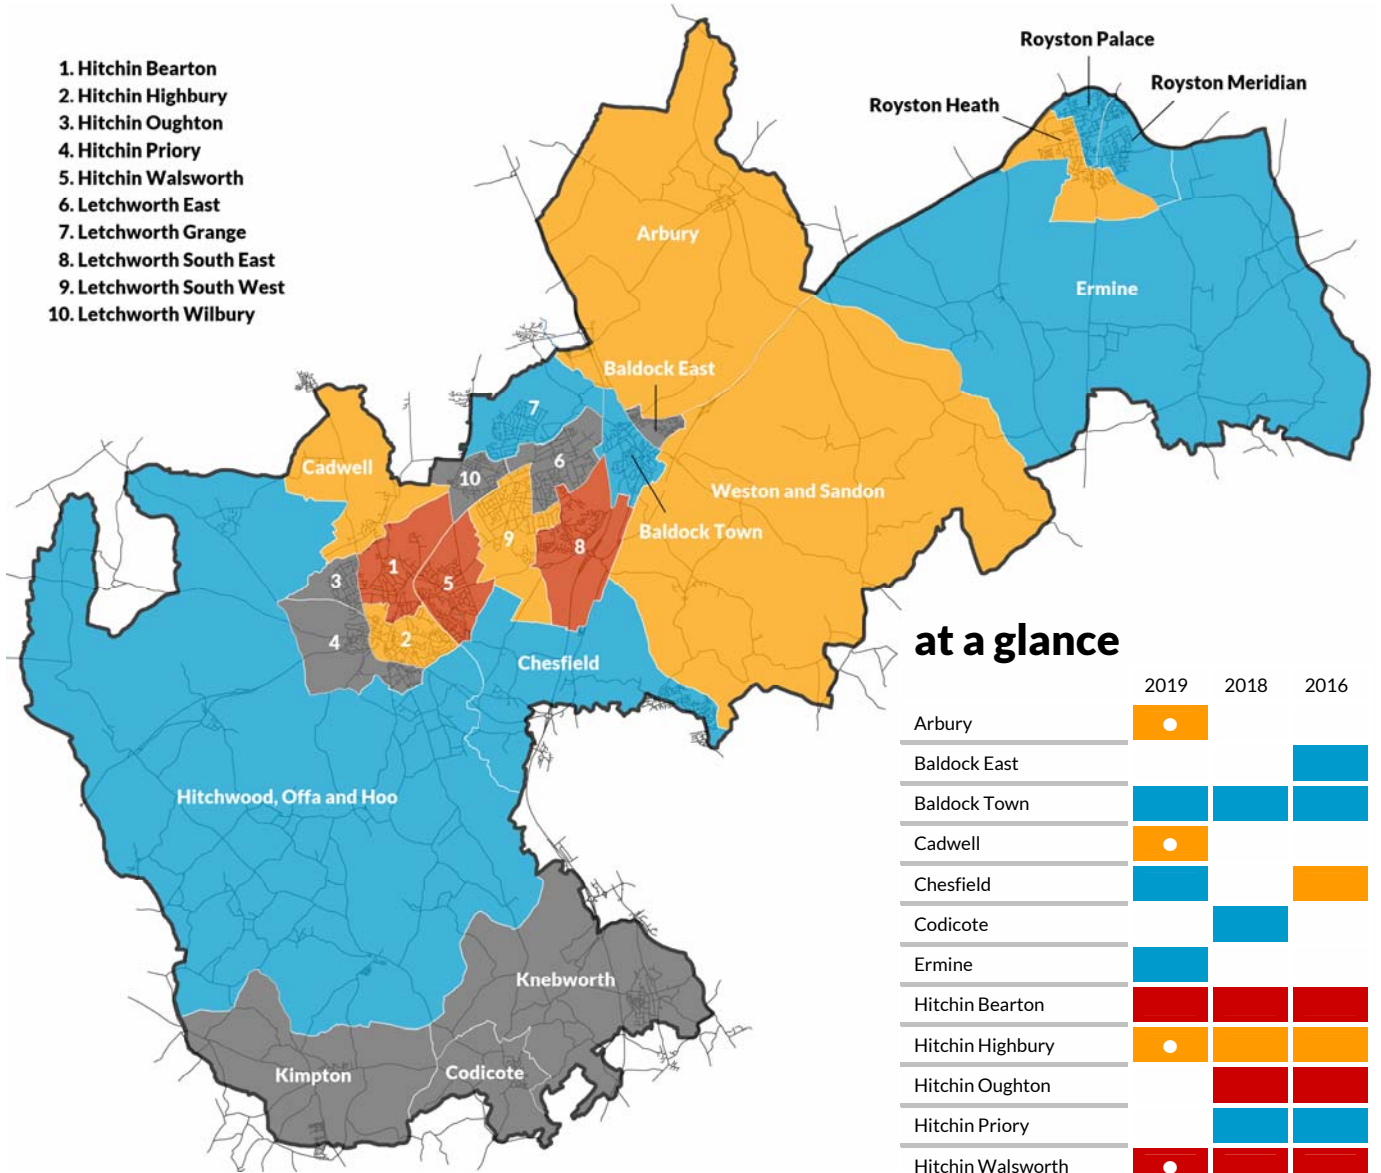 1. Hitchin Bearton
2. Hitchin Highbury
3. Hitchin Oughton
4. Hitchin Priory
5. Hitchin Walsworth
6. Letchworth East
7. Letchworth Grange
8. Letchworth South East
9. Letchworth South West
10. Letchworth Wilbury
Royston Palace
Royston Meridian
Royston Heath
Arbury
Ermine
Baldock East
7
Cadwell
6
10
Weston and Sandon
Baldock Town
9
8
1
3
5
2
4
Chesfield
Hitchwood, Offa and Hoo
Knebworth
Kimpton
Codicote
at a glance
2019 2018 2016
Arbury
Baldock East
Baldock Town
Cadwell
Chesfield
Codicote
Ermine
Hitchin Bearton
Hitchin Highbury
Hitchin Oughton
Hitchin Priory
Hitchin Walsworth